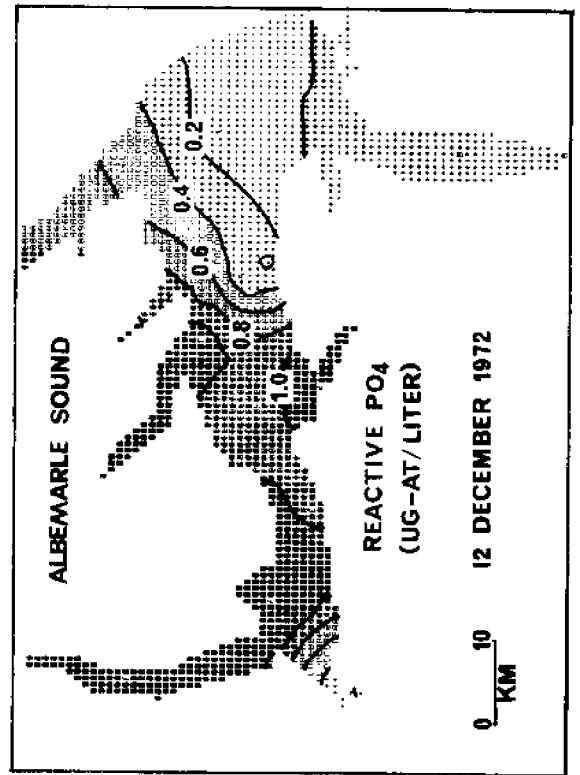 ALBEMARLE SOUND
0.2
0.4
0.6
0.8
1.0
REACTIVE PO4
(UG-AT/LITER)
12 DECEMBER 1972
0 10
KM